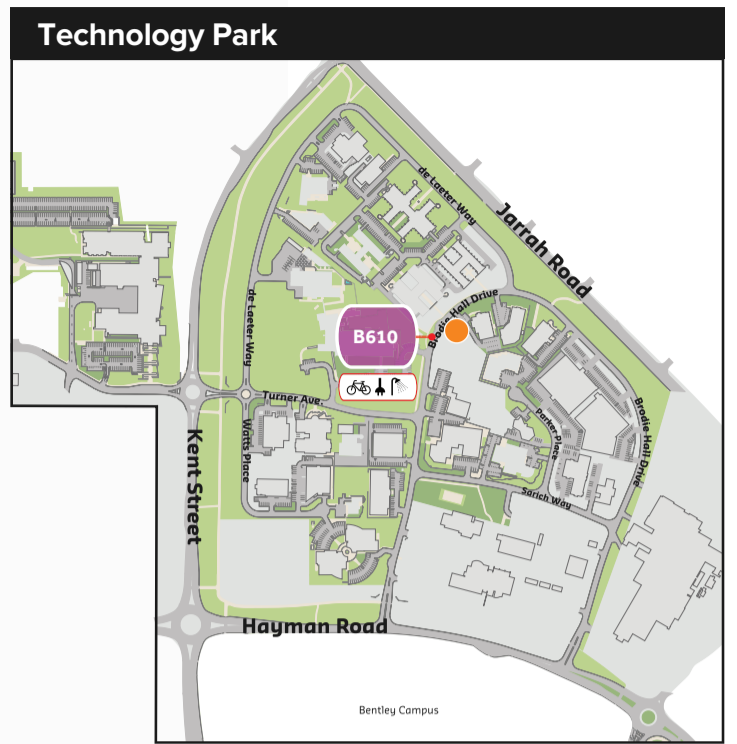 Technology Park
de Laeter Way
Jarrah Road
Brodie Hall Drive
B610
de Laeter Way
Turner Ave.
Brodie Hall Drive
Parker Place
Watts Place
Kent Street
Sarich Way
Hayman Road
Bentley Campus